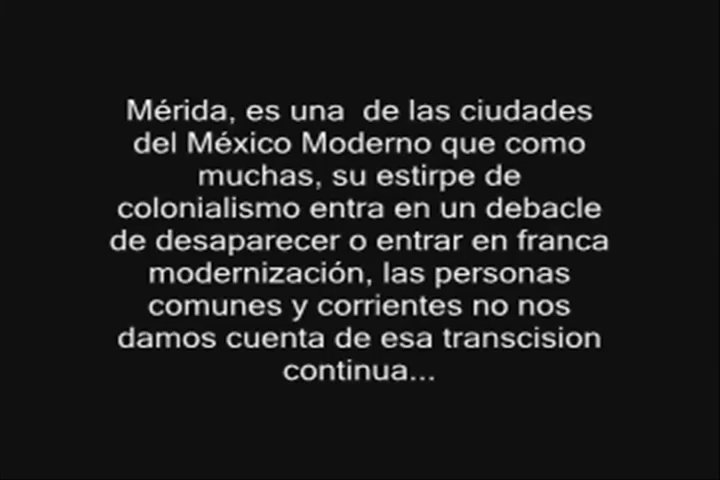 Mérida, es una  de las ciudades
del México Moderno que como
muchas, su estirpe de
colonialismo entra en un debacle
de desaparecer o entrar en franca
modernización, las personas
comunes y corrientes no nos
damos cuenta de esa transcision
continua...